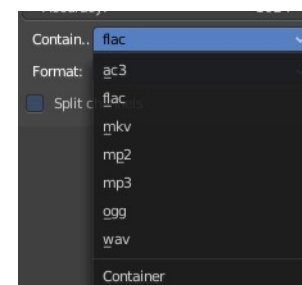 Contain.. flac
Format:
ac3
Split
flac
mkv
mp2
mp3
ogg
wav
Container